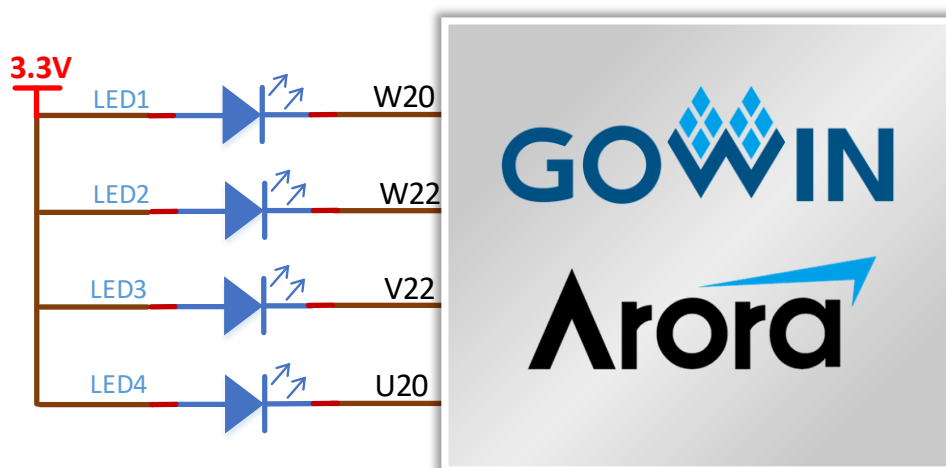 3.3V
LED1
W20
LED2
W22
LED3
V22
LED4
U20
GOWIN
Arora